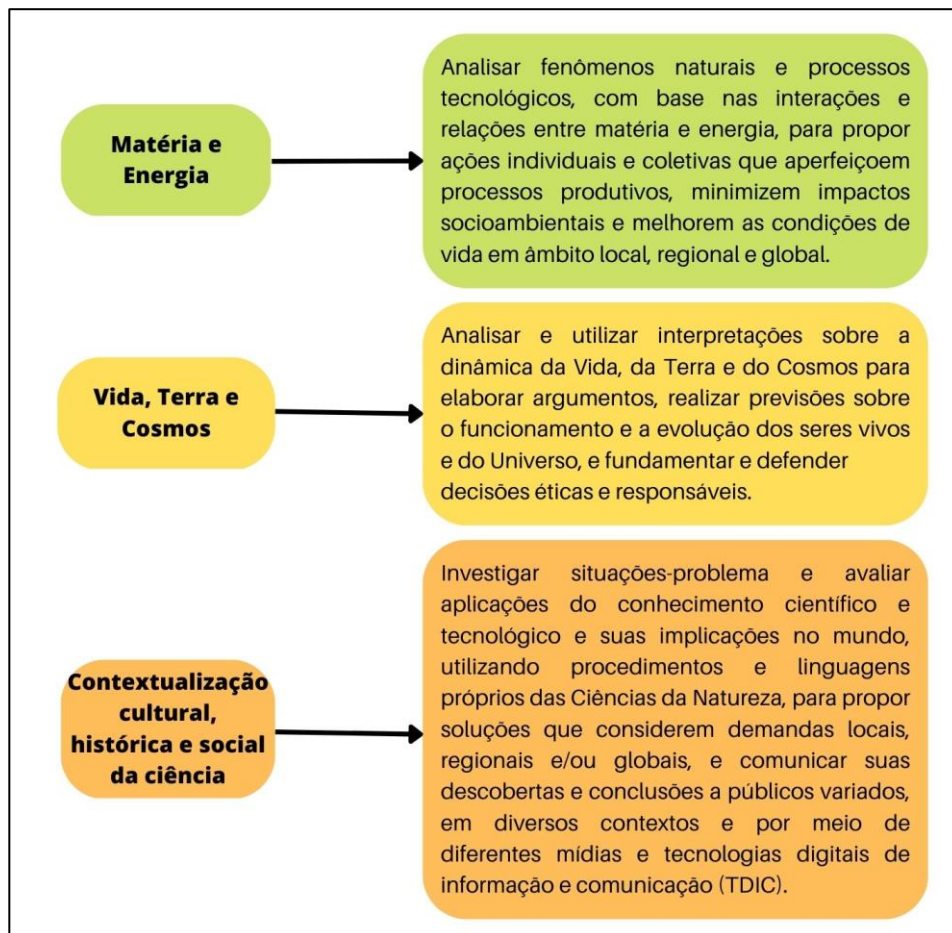 Matéria e
Energia
Analisar fenômenos naturais e processos
tecnológicos, com base nas interações e
relações entre matéria e energia, para propor
ações individuais e coletivas que aperfeiçoem
processos produtivos, minimizem impactos
socioambientais e melhorem as condições de
vida em âmbito local, regional e global.
Vida, Terra e
Cosmos
Analisar e utilizar interpretações sobre a
dinâmica da Vida, da Terra e do Cosmos para
elaborar argumentos, realizar previsões sobre
o funcionamento e a evolução dos seres vivos
e do Universo, e fundamentar e defender
decisões éticas e responsáveis.
Contextualização
cultural,
histórica e social
da ciência
Investigar situações-problema e avaliar
aplicações do conhecimento científico e
tecnológico e suas implicações no mundo,
utilizando procedimentos e linguagens
próprios das Ciências da Natureza, para propor
soluções que considerem demandas locais,
regionais e/ou globais, e comunicar suas
descobertas e conclusões a públicos variados,
em diversos contextos e por meio de
diferentes mídias e tecnologias digitais de
informação e comunicação (TDIC).